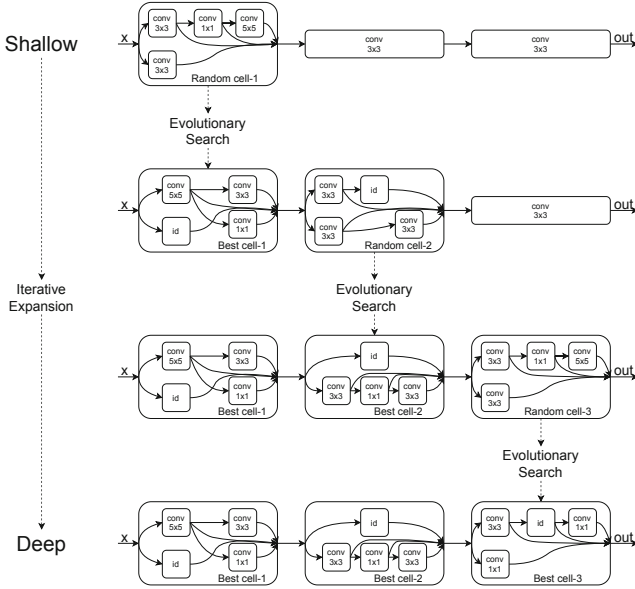 Shallow
x
conv
3x3
conv
1x1
conv
5x5
conv
3x3
Random cell-1
conv
3x3
conv
3x3
out
Evolutionary
Search
x
conv
5x5
conv
3x3
id
conv
1x1
Best cell-1
conv
3x3
id
conv
3x3
conv
3x3
Random cell-2
conv
3x3
out
Iterative
Expansion
Evolutionary
Search
x
conv
5x5
conv
3x3
id
conv
1x1
Best cell-1
id
conv
3x3
conv
1x1
conv
3x3
Best cell-2
conv
3x3
conv
1x1
conv
5x5
conv
3x3
Random cell-3
out
Evolutionary
Search
Deep
x
conv
5x5
conv
3x3
id
conv
1x1
Best cell-1
id
conv
3x3
conv
1x1
conv
3x3
Best cell-2
conv
3x3
id
conv
1x1
conv
1x1
Best cell-3
out